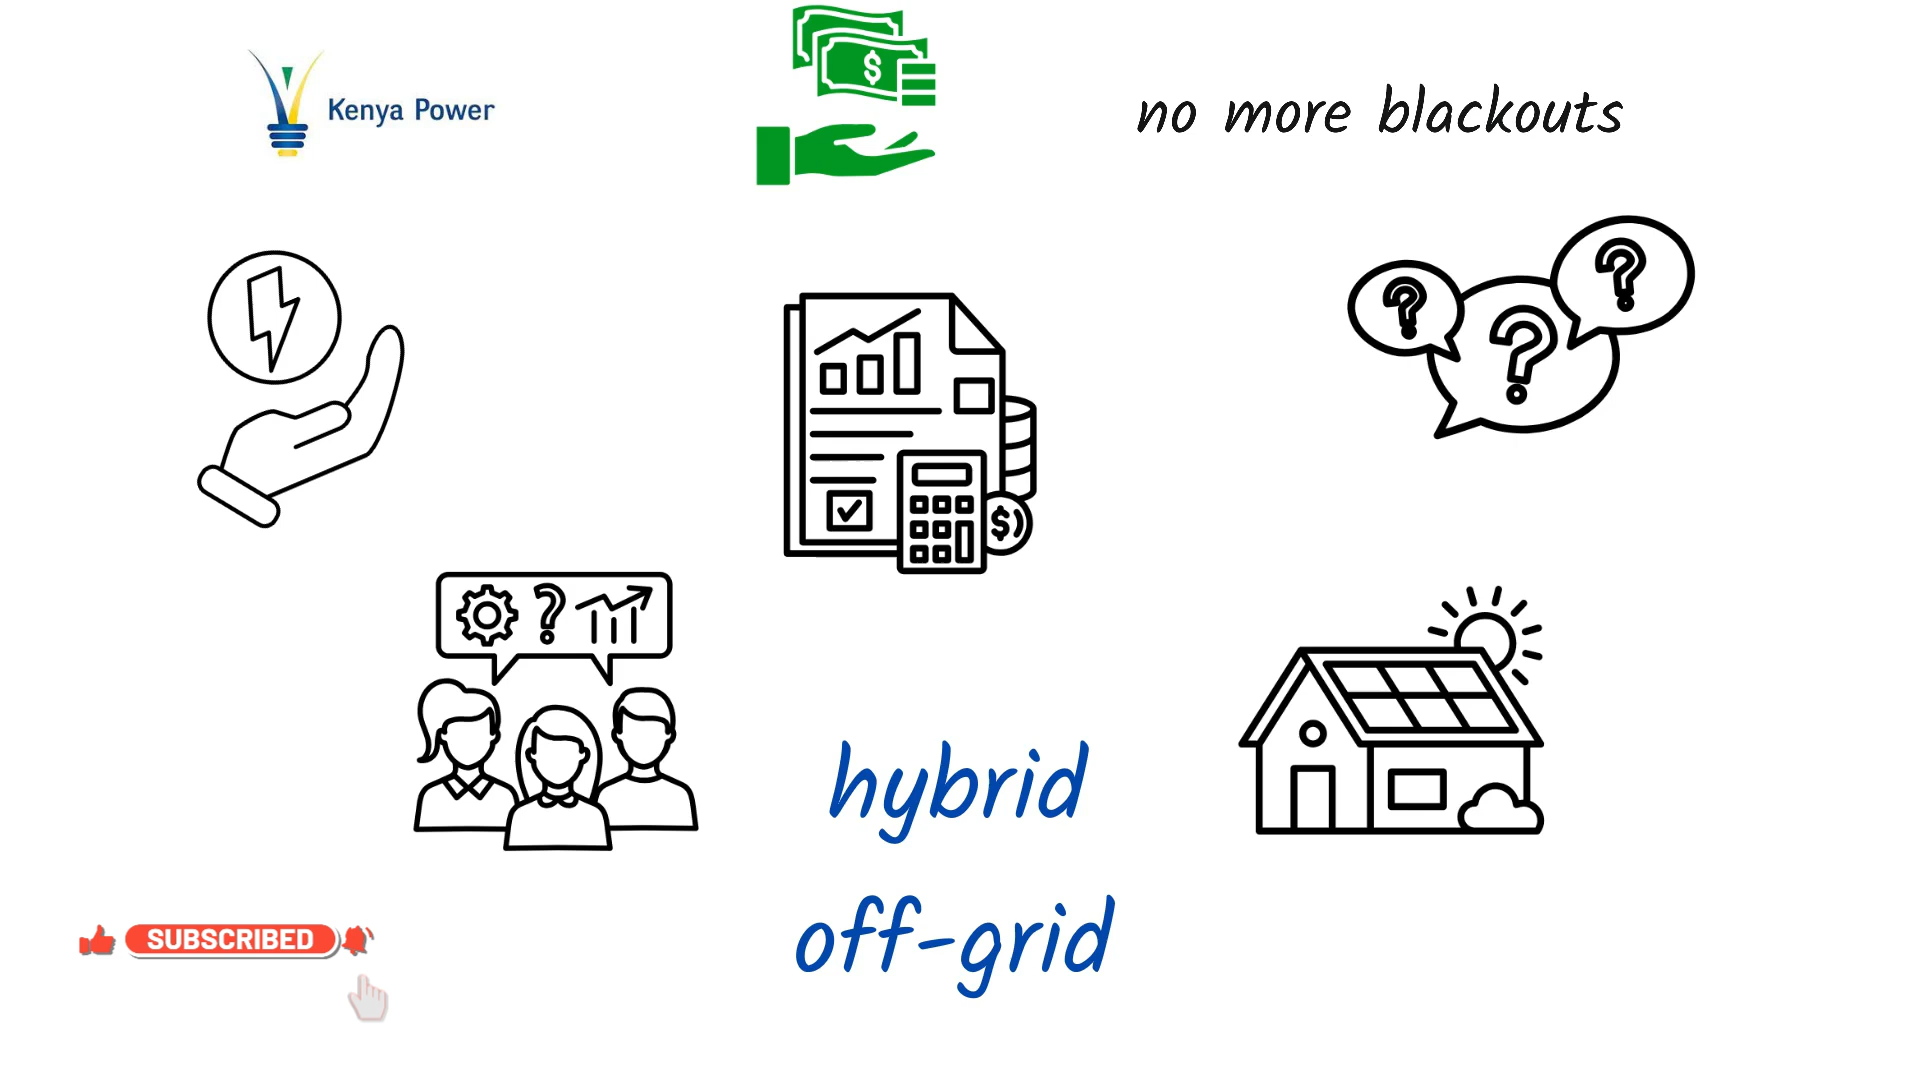 Kenya Power
no more blackouts
hybrid
off-grid
SUBSCRIBED